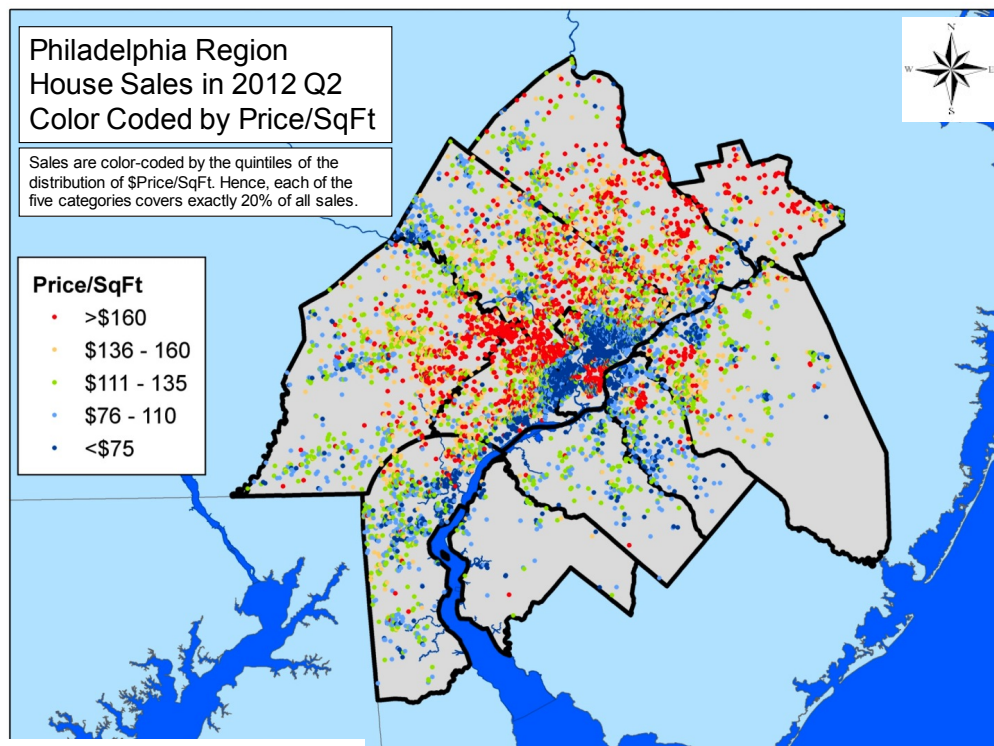 Philadelphia Region
House Sales in 2012 Q2
Color Coded by Price/SqFt
Sales are color-coded by the quintiles of the
distribution of $Price/SqFt. Hence, each of the
five categories covers exactly 20% of all sales.
N
W
E
S
Price/SqFt
>$160
$136 - 160
$111 - 135
$76 - 110
<$75